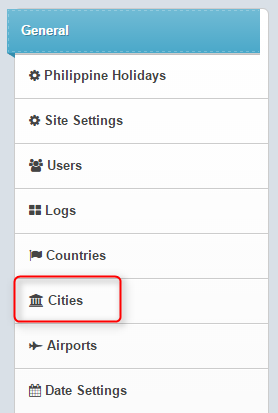 General
Philippine Holidays
Site Settings
Users
Logs
Countries
Cities
Airports
Date Settings